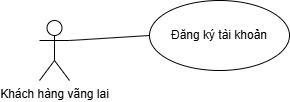 Đăng ký tài khoản
Khách hàng vãng lai